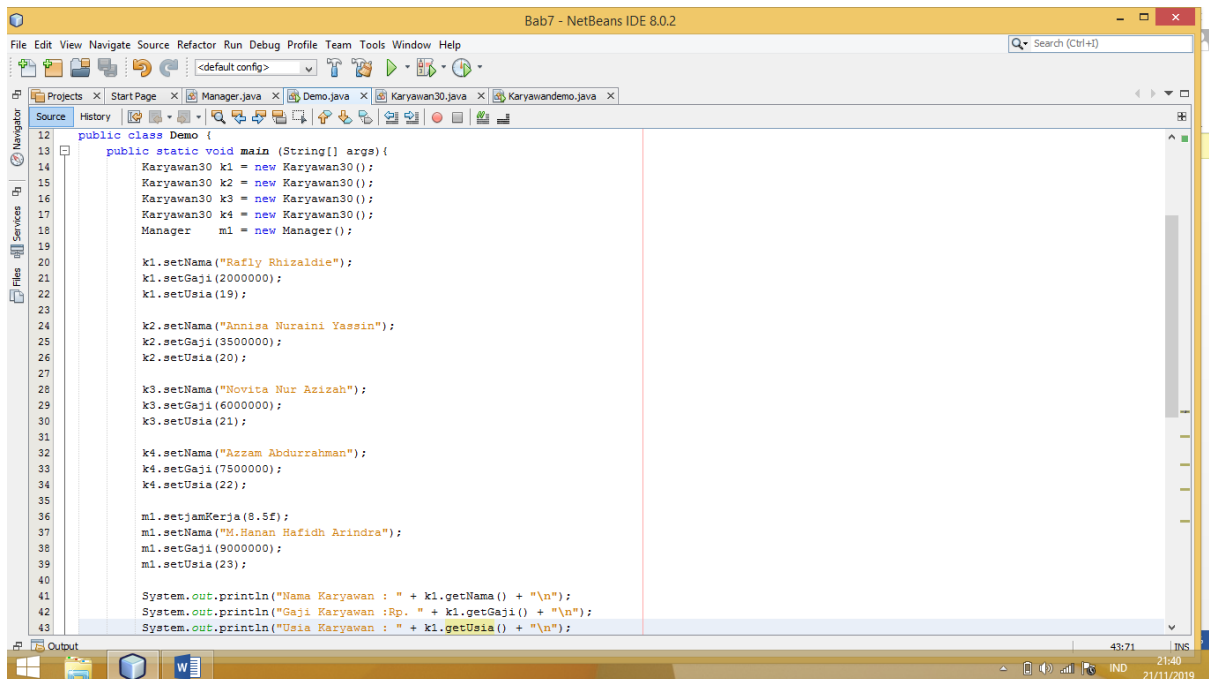 Bab7 - NetBeans IDE 8.0.2
File Edit View Navigate Source Refactor Run Debug Profile Team Tools Window Help
Search (Ctrl+I)
<default config>
Projects Start Page Manager.java Demo.java Karyawan30.java Karyawandemo.java
Navigator
Services
Files
Source History
12 public class Demo {
13 public static void main (String[] args){
14 Karyawan30 k1 = new Karyawan30();
15 Karyawan30 k2 = new Karyawan30();
16 Karyawan30 k3 = new Karyawan30();
17 Karyawan30 k4 = new Karyawan30();
18 Manager m1 = new Manager();
19
20 k1.setNama("Rafly Rhizaldie");
21 k1.setGaji(2000000);
22 k1.setUsia(19);
23
24 k2.setNama("Annisa Nuraini Yassin");
25 k2.setGaji(3500000);
26 k2.setUsia(20);
27
28 k3.setNama("Novita Nur Azizah");
29 k3.setGaji(6000000);
30 k3.setUsia(21);
31
32 k4.setNama("Azzam Abdurrahman");
33 k4.setGaji(7500000);
34 k4.setUsia(22);
35
36 m1.setjamKerja(8.5f);
37 m1.setNama("M.Hanan Hafidh Arindra");
38 m1.setGaji(9000000);
39 m1.setUsia(23);
40
41 System.out.println("Nama Karyawan : " + k1.getNama() + "\n");
42 System.out.println("Gaji Karyawan :Rp. " + k1.getGaji() + "\n");
43 System.out.println("Usia Karyawan : " + k1.getUsia() + "\n");
Output
43:71 INS
IND
21:40
21/11/2019